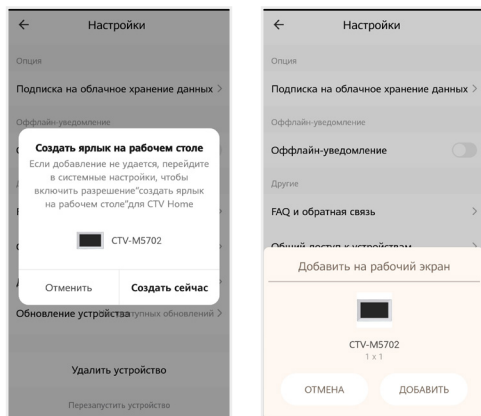 Настройки
Опция
Подписка на облачное хранение данных
Оффлайн-уведомление
Создать ярлык на рабочем столе
Если добавление не удается, перейдите
в системные настройки, чтобы
включить разрешение"создать ярлык
на рабочем столе"для CTV Home
CTV-M5702
Отменить
Создать сейчас
Обновление устройства
доступных обновлений
Удалить устройство
Перезапустить устройство
Настройки
Опция
Подписка на облачное хранение данных
Оффлайн-уведомление
Оффлайн-уведомление
Другие
FAQ и обратная связь
Общий доступ к устройствам
Добавить на рабочий экран
CTV-M5702
1 x 1
ОТМЕНА
ДОБАВИТЬ